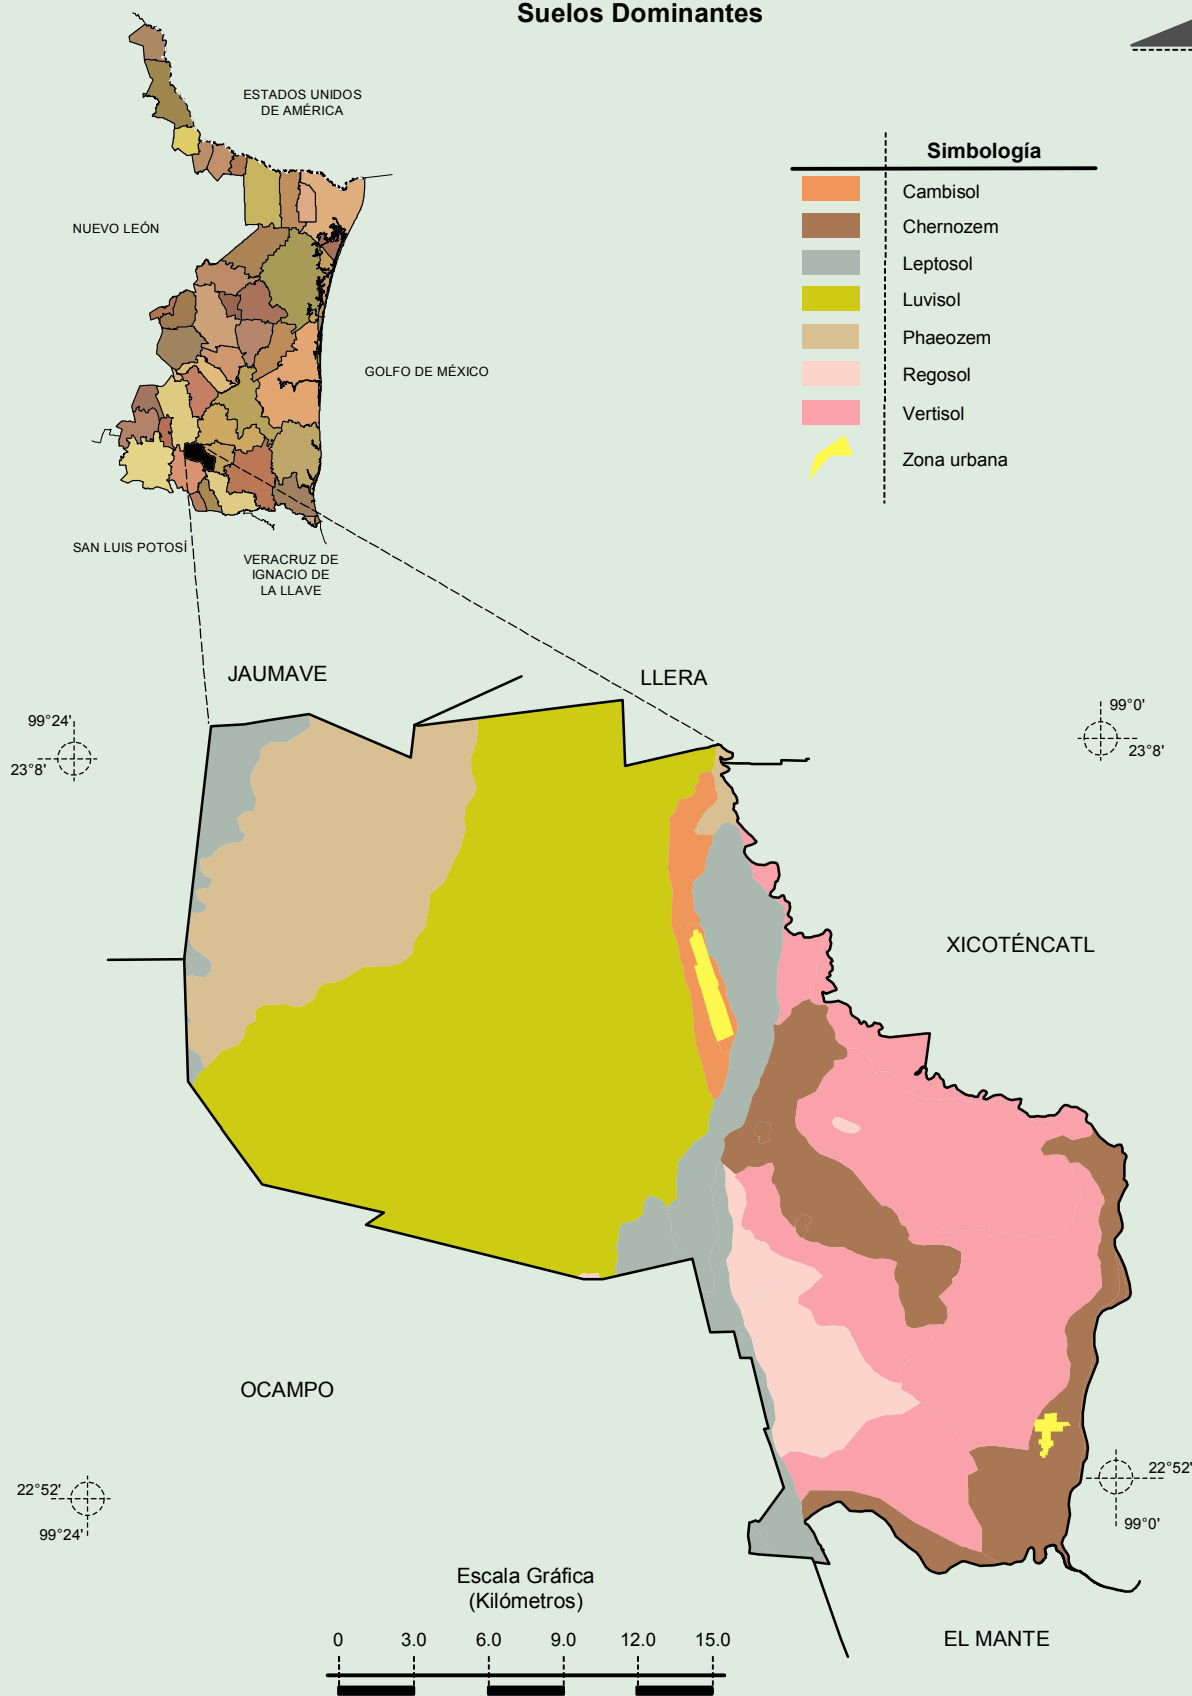 Suelos Dominantes
ESTADOS UNIDOS
DE AMÉRICA
NUEVO LEÓN
GOLFO DE MÉXICO
SAN LUIS POTOSÍ
VERACRUZ DE
IGNACIO DE
LA LLAVE
Simbología
Cambisol
Chernozem
Leptosol
Luvisol
Phaeozem
Regosol
Vertisol
Zona urbana
JAUMAVE
LLERA
99°24'
23°8'
99°0'
23°8'
XICOTÉNCATL
OCAMPO
22°52'
99°24'
22°52'
99°0'
EL MANTE
Escala Gráfica
(Kilómetros)
0 3.0 6.0 9.0 12.0 15.0